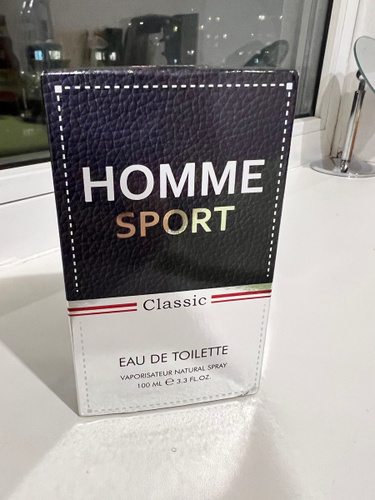 HOMME
SPORT
Classic
EAU DE TOILETTE
VAPORISATEUR NATURAL SPRAY
100 ML ℮ 3.3 FL.OZ.